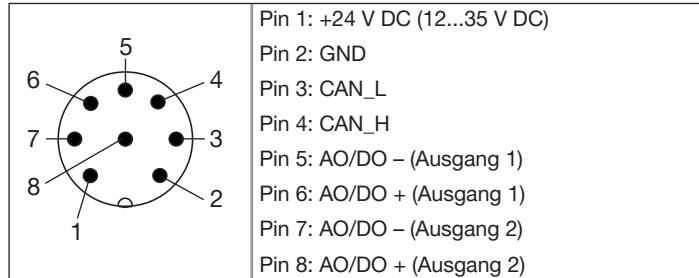 5
6
4
7
3
8
2
1
Pin 1: +24 V DC (12...35 V DC)
Pin 2: GND
Pin 3: CAN_L
Pin 4: CAN_H
Pin 5: AO/DO – (Ausgang 1)
Pin 6: AO/DO + (Ausgang 1)
Pin 7: AO/DO – (Ausgang 2)
Pin 8: AO/DO + (Ausgang 2)